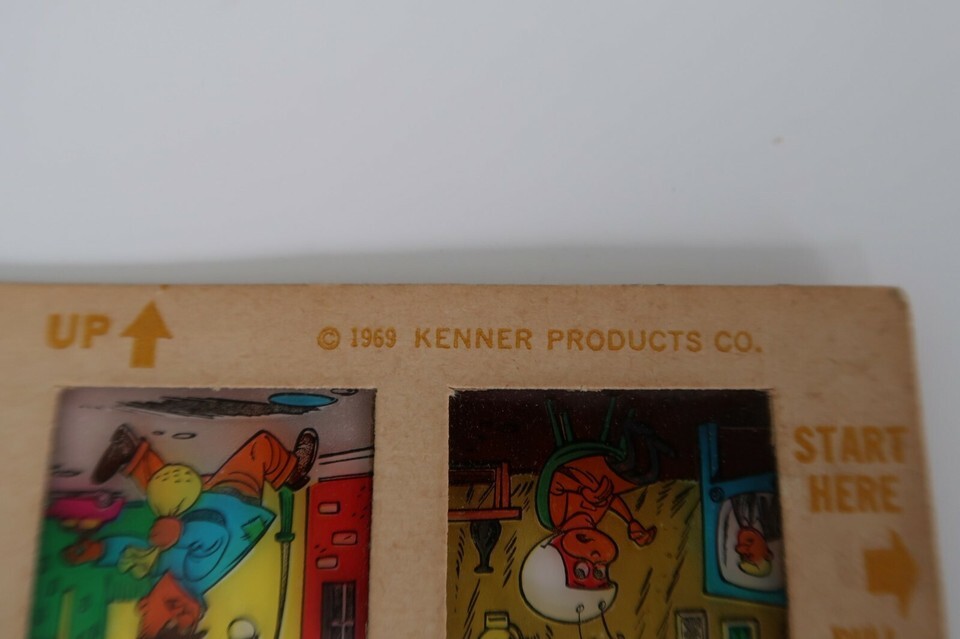 UP
© 1969 KENNER PRODUCTS CO.
START
HERE